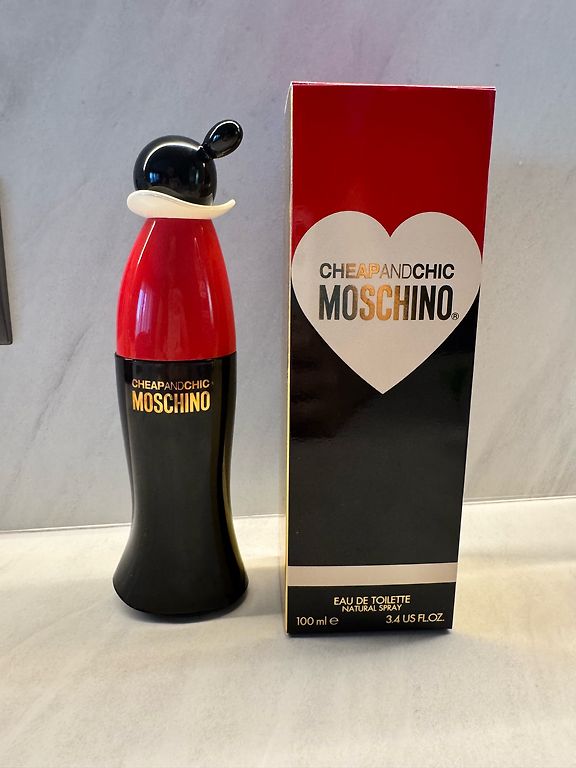 CHEAPANDCHIC
MOSCHINO
CHEAPANDCHIC
MOSCHINO®
EAU DE TOILETTE
NATURAL SPRAY
100 ml ℮ 3.4 US FL.OZ.